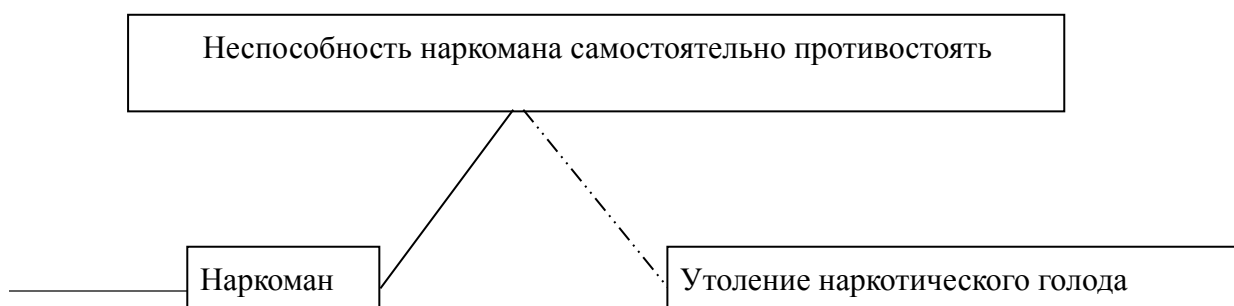 Неспособность наркомана самостоятельно противостоять
Наркоман
Утоление наркотического голода